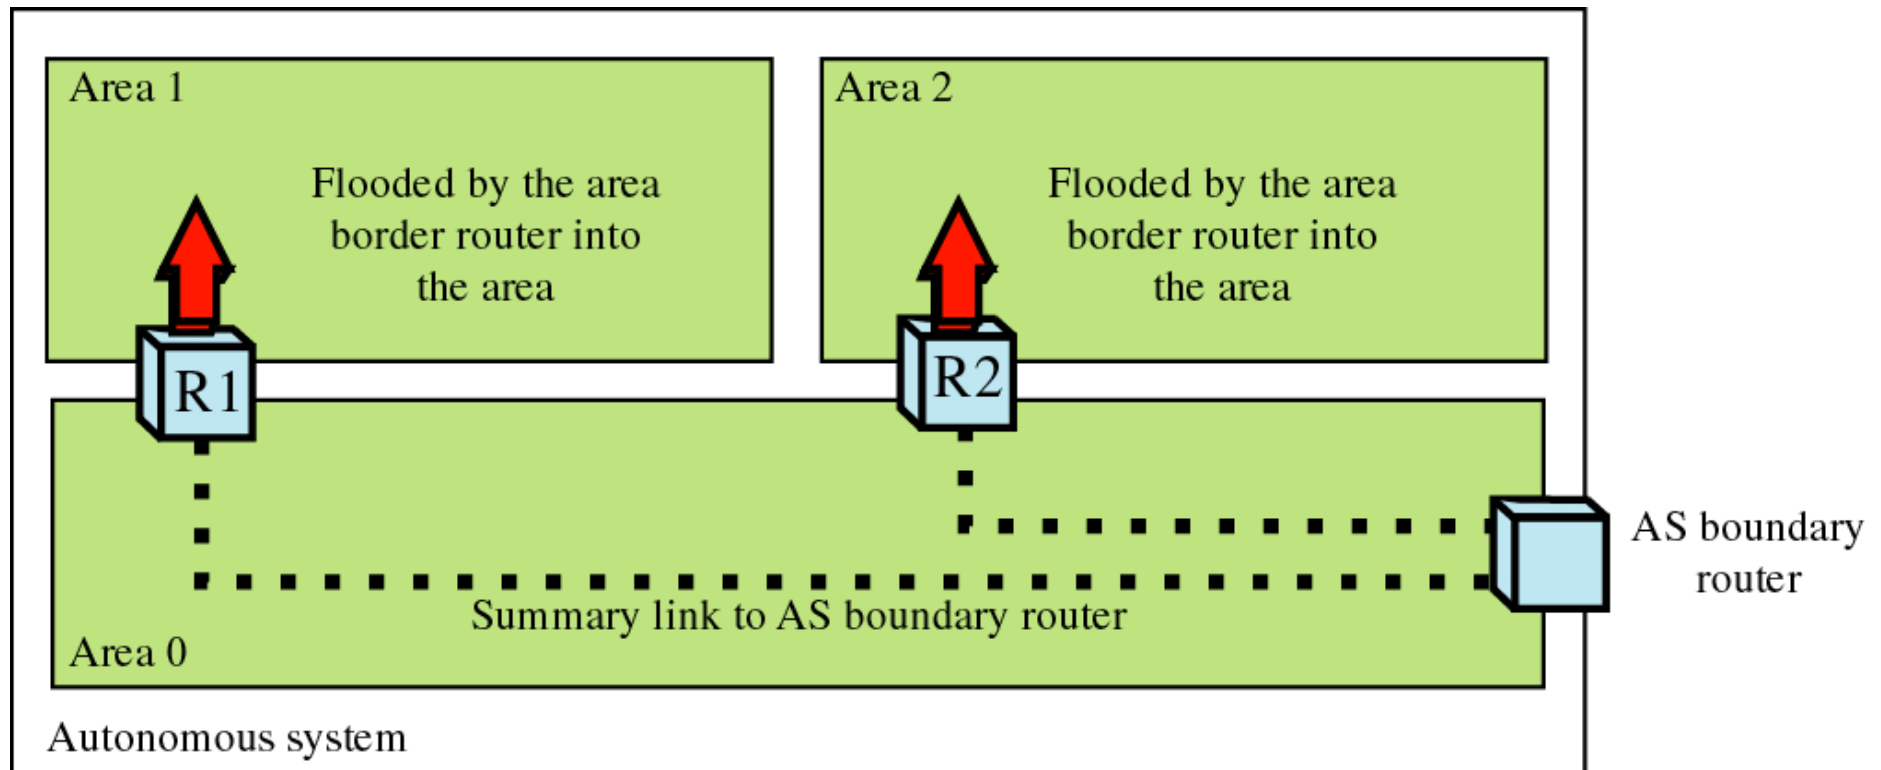 Area 1
Flooded by the area
border router into
the area
Area 2
Flooded by the area
border router into
the area
R1
R2
AS boundary
router
Summary link to AS boundary router
Area 0
Autonomous system